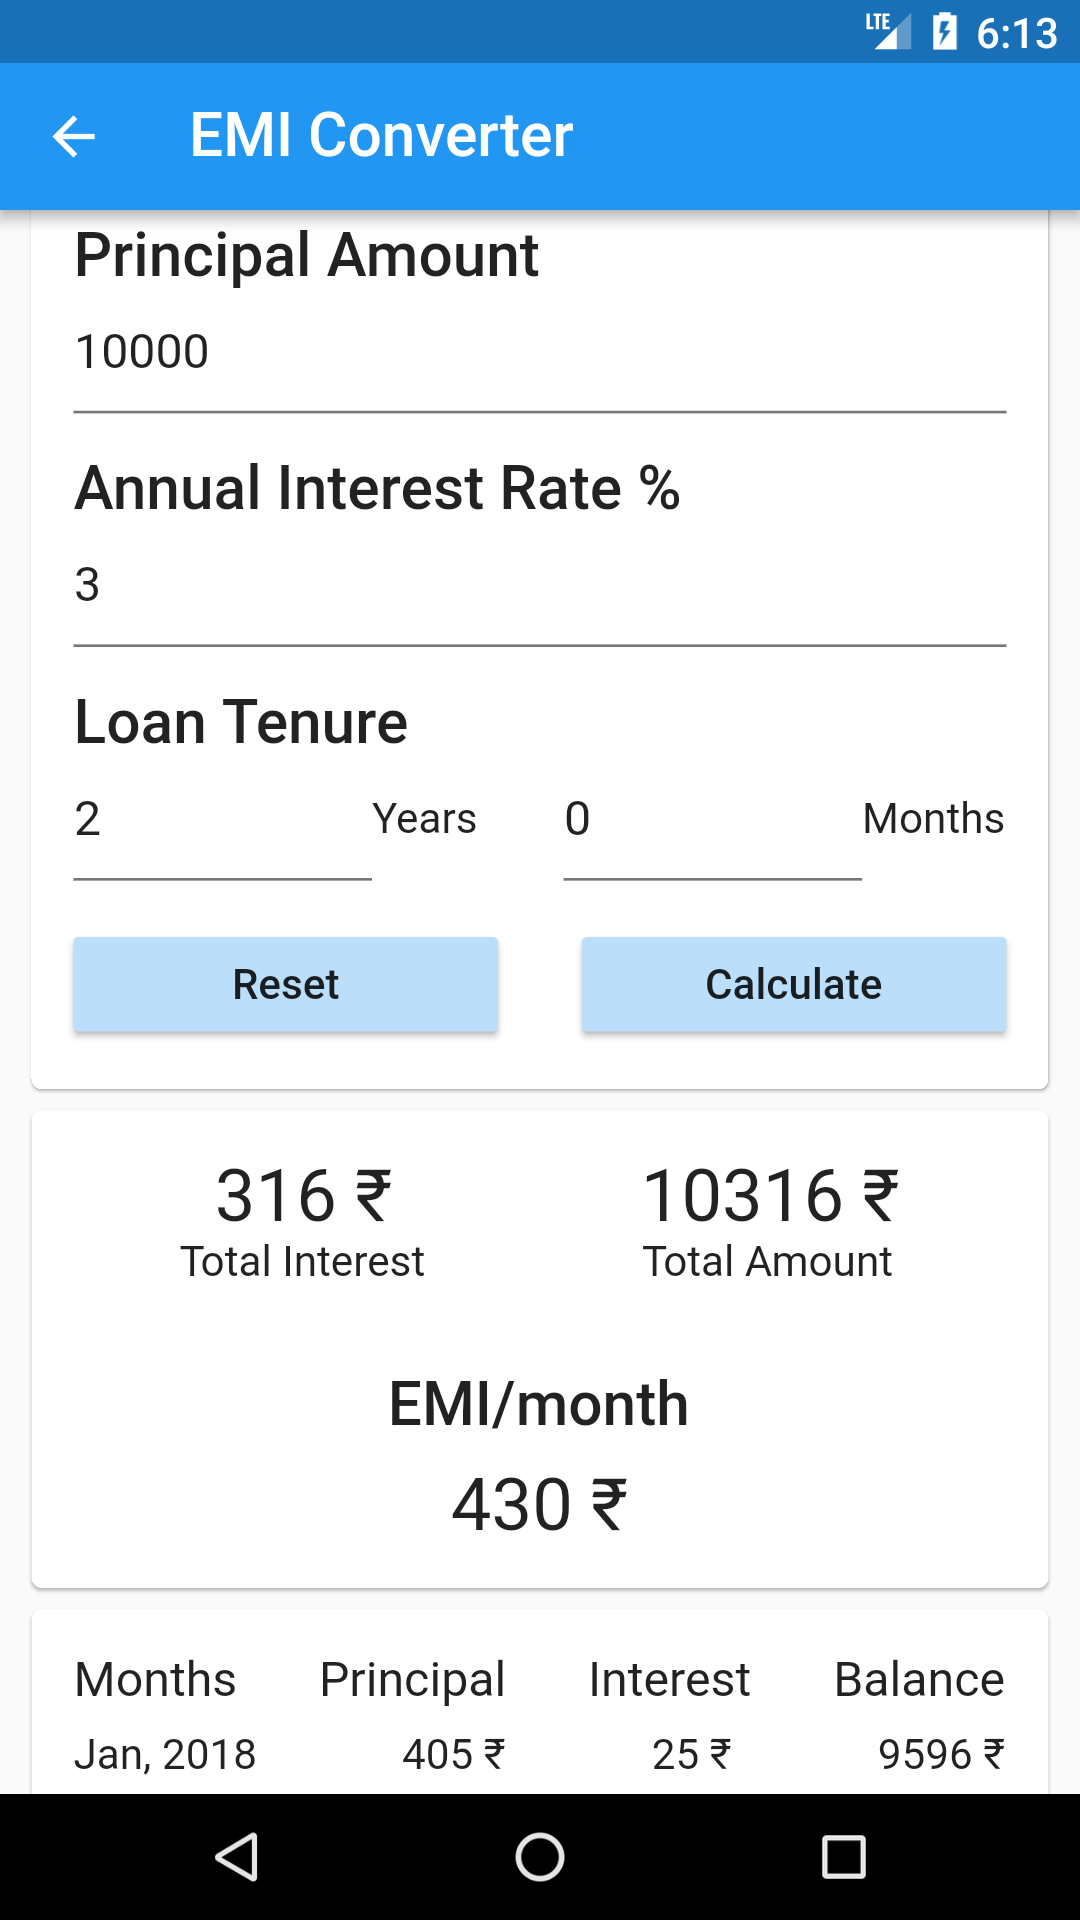 LTE 6:13
EMI Converter
Principal Amount
10000
Annual Interest Rate %
3
Loan Tenure
2 Years 0 Months
Reset Calculate
316 ₹ 10316 ₹
Total Interest Total Amount
EMI/month
430 ₹
Months Principal Interest Balance
Jan, 2018 405 ₹ 25 ₹ 9596 ₹